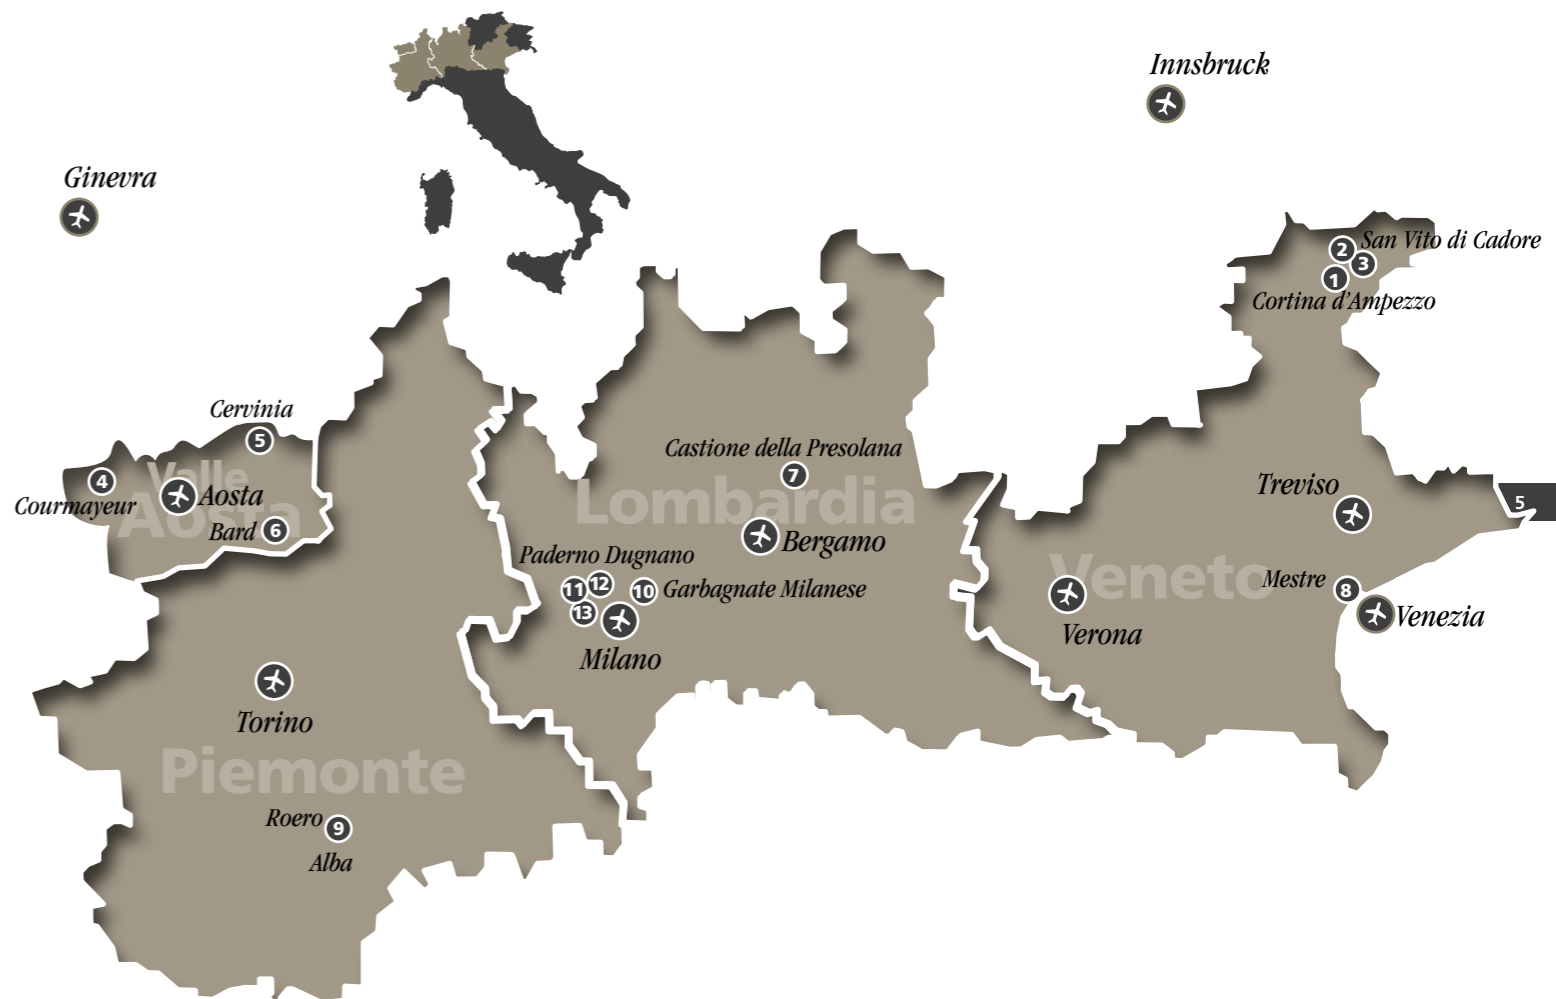 Innsbruck
Ginevra
2
San Vito di Cadore
3
1
Cortina d'Ampezzo
Cervinia
5
4
Courmayeur
Valle
Aosta
Aosta
Bard
6
Castione della Presolana
7
Lombardia
Bergamo
Treviso
5
Paderno Dugnano
11
12
10
Garbagnate Milanese
13
Milano
Veneto
Verona
Mestre
8
Venezia
Torino
Piemonte
Roero
9
Alba